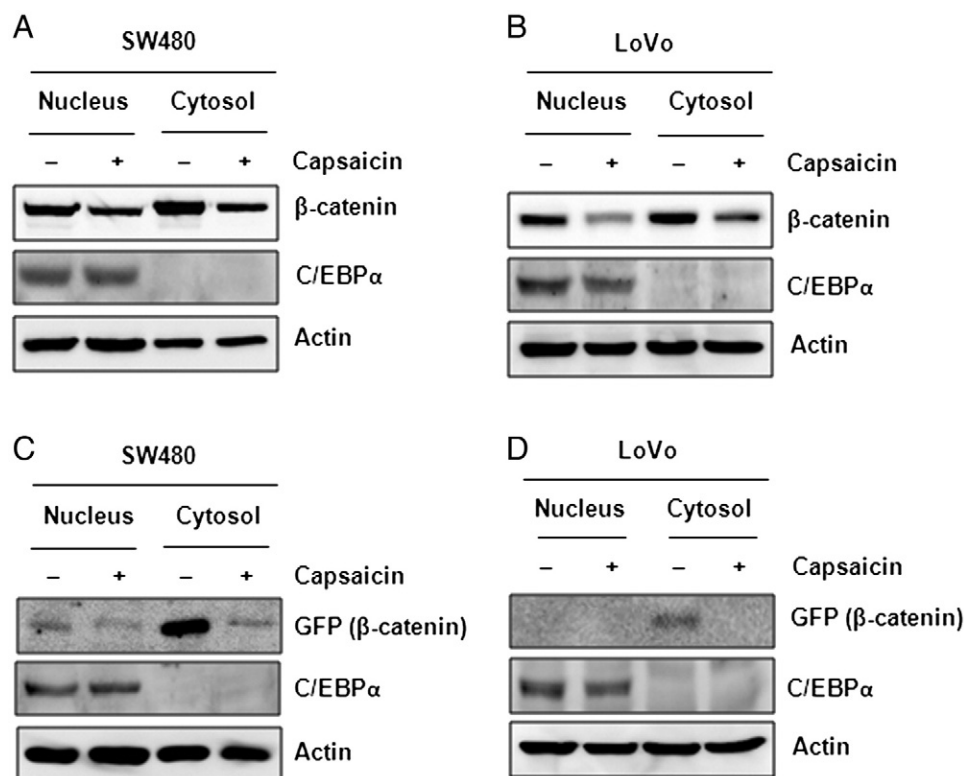 A
SW480
Nucleus Cytosol
– + – + Capsaicin
β-catenin
C/EBPα
Actin
B
LoVo
Nucleus Cytosol
– + – + Capsaicin
β-catenin
C/EBPα
Actin
C
SW480
Nucleus Cytosol
– + – + Capsaicin
GFP (β-catenin)
C/EBPα
Actin
D
LoVo
Nucleus Cytosol
– + – + Capsaicin
GFP (β-catenin)
C/EBPα
Actin